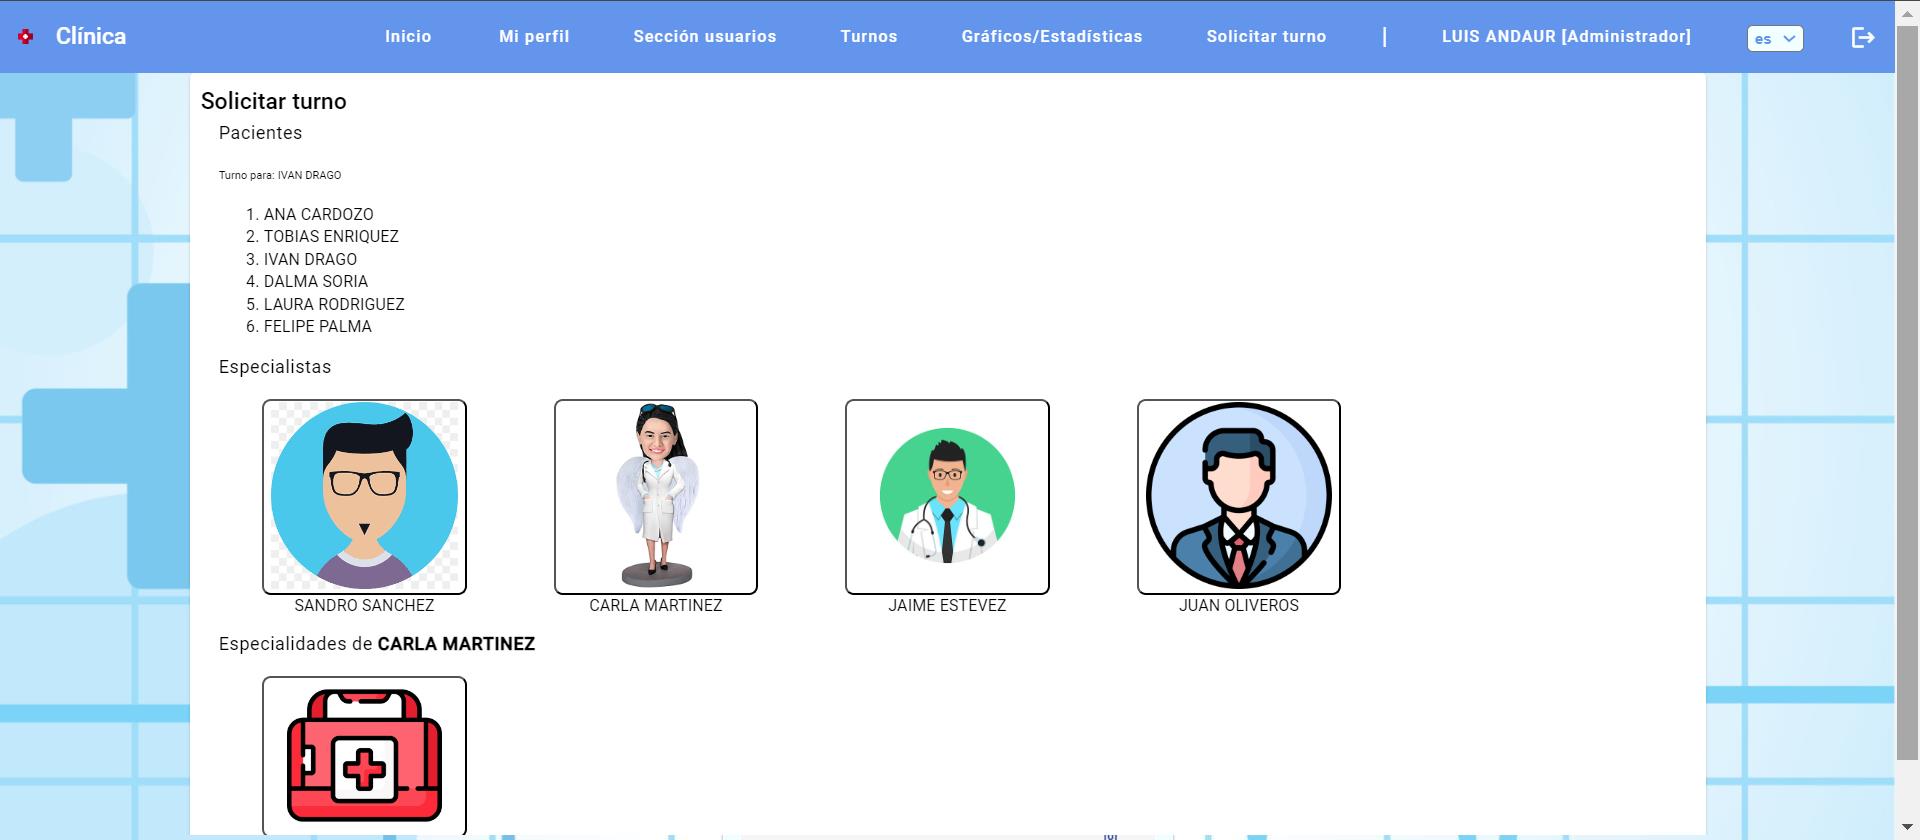 Clínica Inicio Mi perfil Sección usuarios Turnos Gráficos/Estadísticas Solicitar turno | LUIS ANDAUR [Administrador] es
Solicitar turno
Pacientes
Turno para: IVAN DRAGO
1. ANA CARDOZO
2. TOBIAS ENRIQUEZ
3. IVAN DRAGO
4. DALMA SORIA
5. LAURA RODRIGUEZ
6. FELIPE PALMA
Especialistas
SANDRO SANCHEZ CARLA MARTINEZ JAIME ESTEVEZ JUAN OLIVEROS
Especialidades de CARLA MARTINEZ